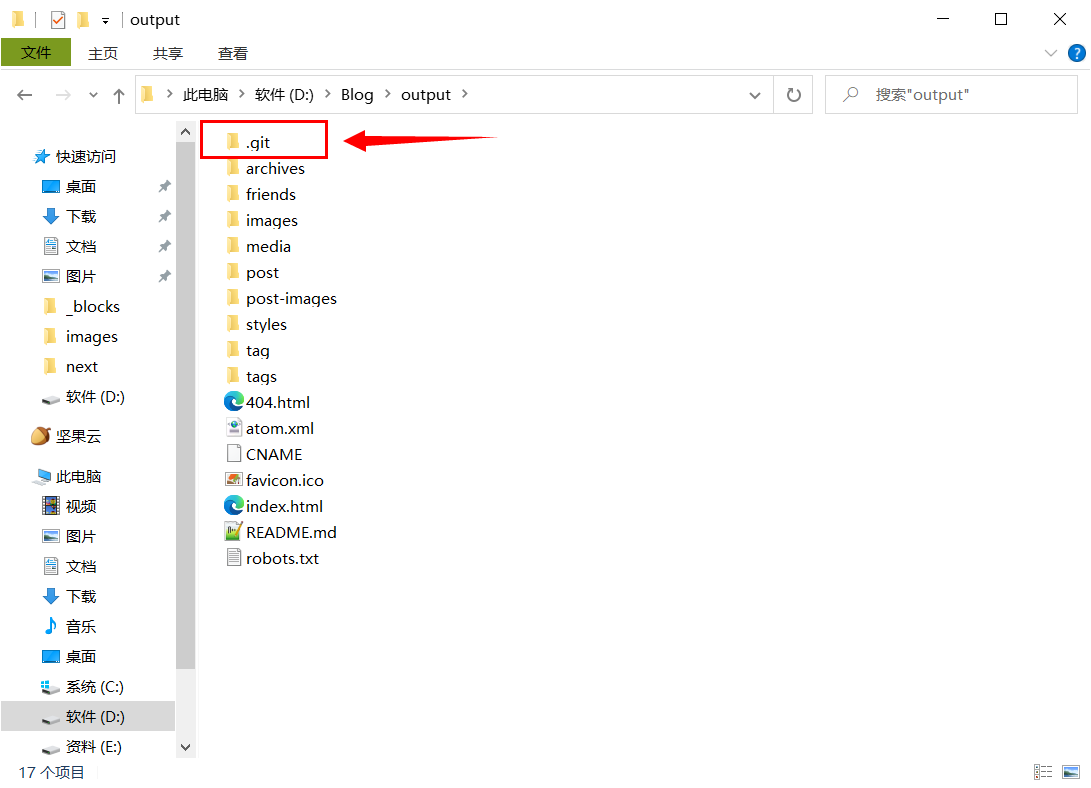 output
文件 主页 共享 查看
此电脑 软件 (D:) Blog output 搜索"output"
快速访问
桌面
下载
文档
图片
_blocks
images
next
软件 (D:)
坚果云
此电脑
视频
图片
文档
下载
音乐
桌面
系统 (C:)
软件 (D:)
资料 (E:)
.git
archives
friends
images
media
post
post-images
styles
tag
tags
404.html
atom.xml
CNAME
favicon.ico
index.html
README.md
robots.txt
17 个项目